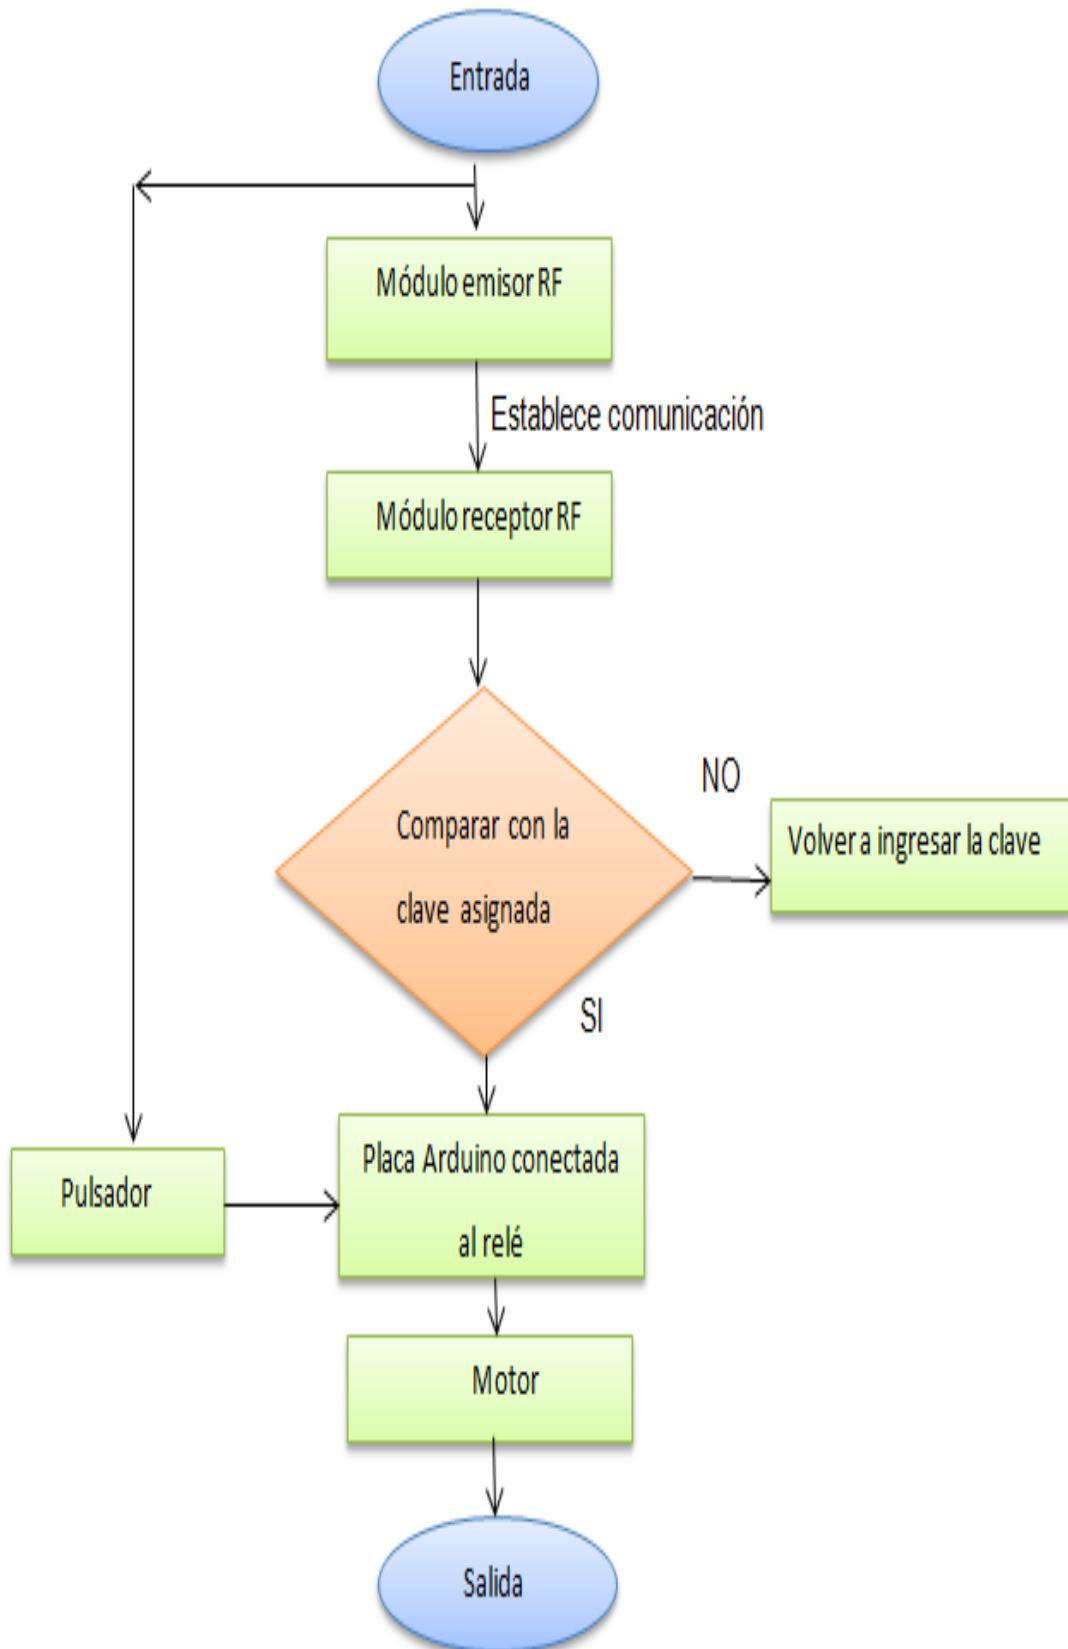 Entrada
Módulo emisor RF
Establece comunicación
Módulo receptor RF
Comparar con la
clave asignada
NO
Volver a ingresar la clave
SI
Placa Arduino conectada
al relé
Pulsador
Motor
Salida